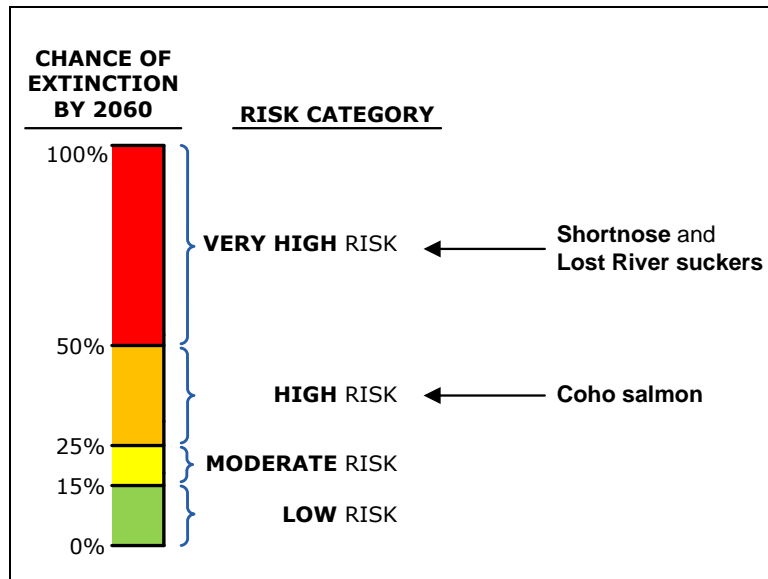 CHANCE OF
EXTINCTION
BY 2060
RISK CATEGORY
100%
VERY HIGH RISK
Shortnose and
Lost River suckers
50%
HIGH RISK
Coho salmon
25%
MODERATE RISK
15%
LOW RISK
0%